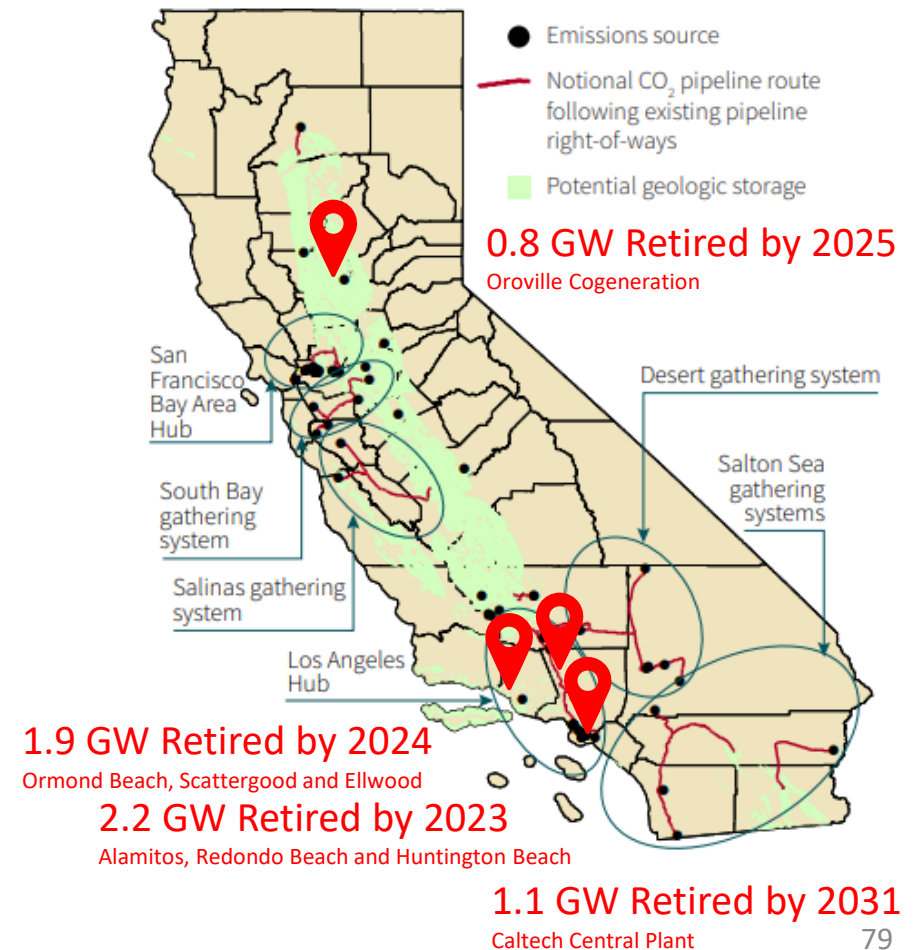 Emissions source
Notional CO₂ pipeline route
following existing pipeline
right-of-ways
Potential geologic storage
0.8 GW Retired by 2025
Oroville Cogeneration
San
Francisco
Bay Area
Hub
Desert gathering system
Salton Sea
gathering
systems
South Bay
gathering
system
Salinas gathering
system
Los Angeles
Hub
1.9 GW Retired by 2024
Ormond Beach, Scattergood and Ellwood
2.2 GW Retired by 2023
Alamitos, Redondo Beach and Huntington Beach
1.1 GW Retired by 2031
Caltech Central Plant
79